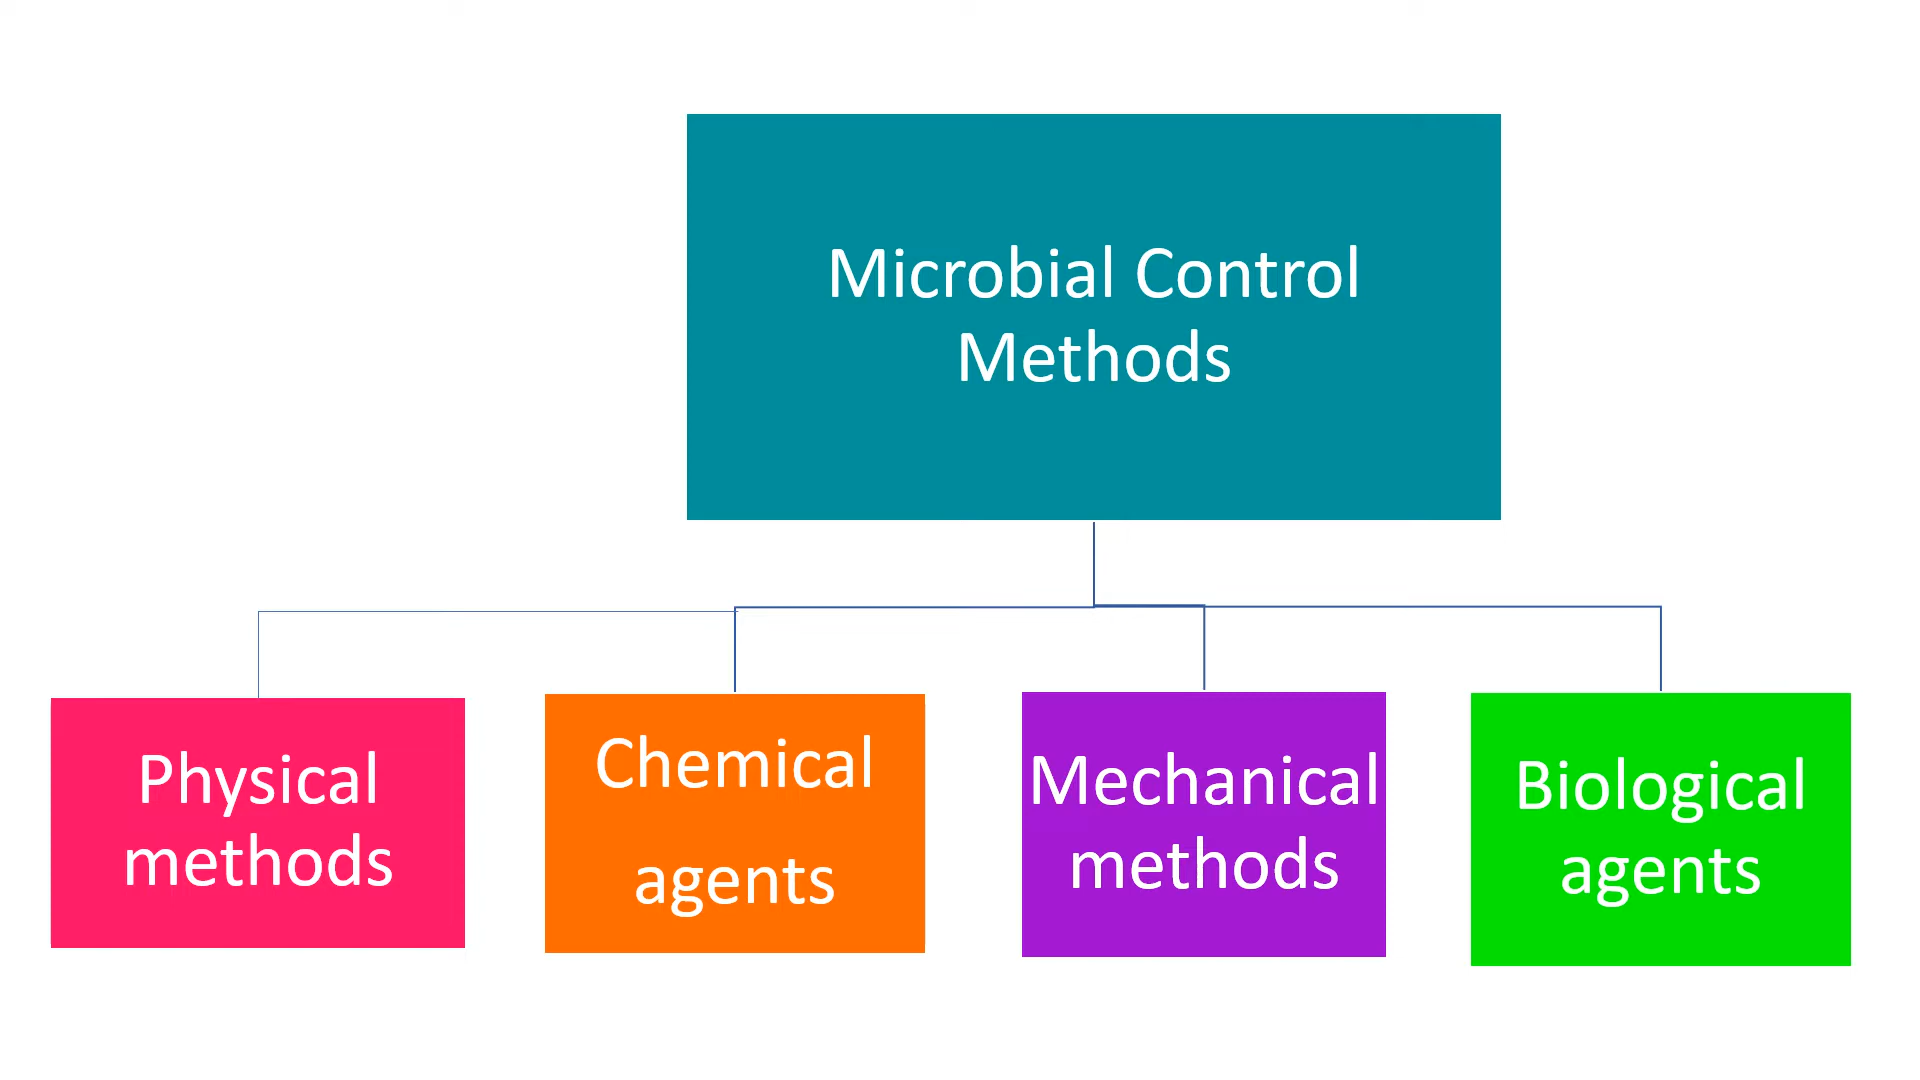 Microbial Control
Methods
Physical
methods
Chemical
agents
Mechanical
methods
Biological
agents